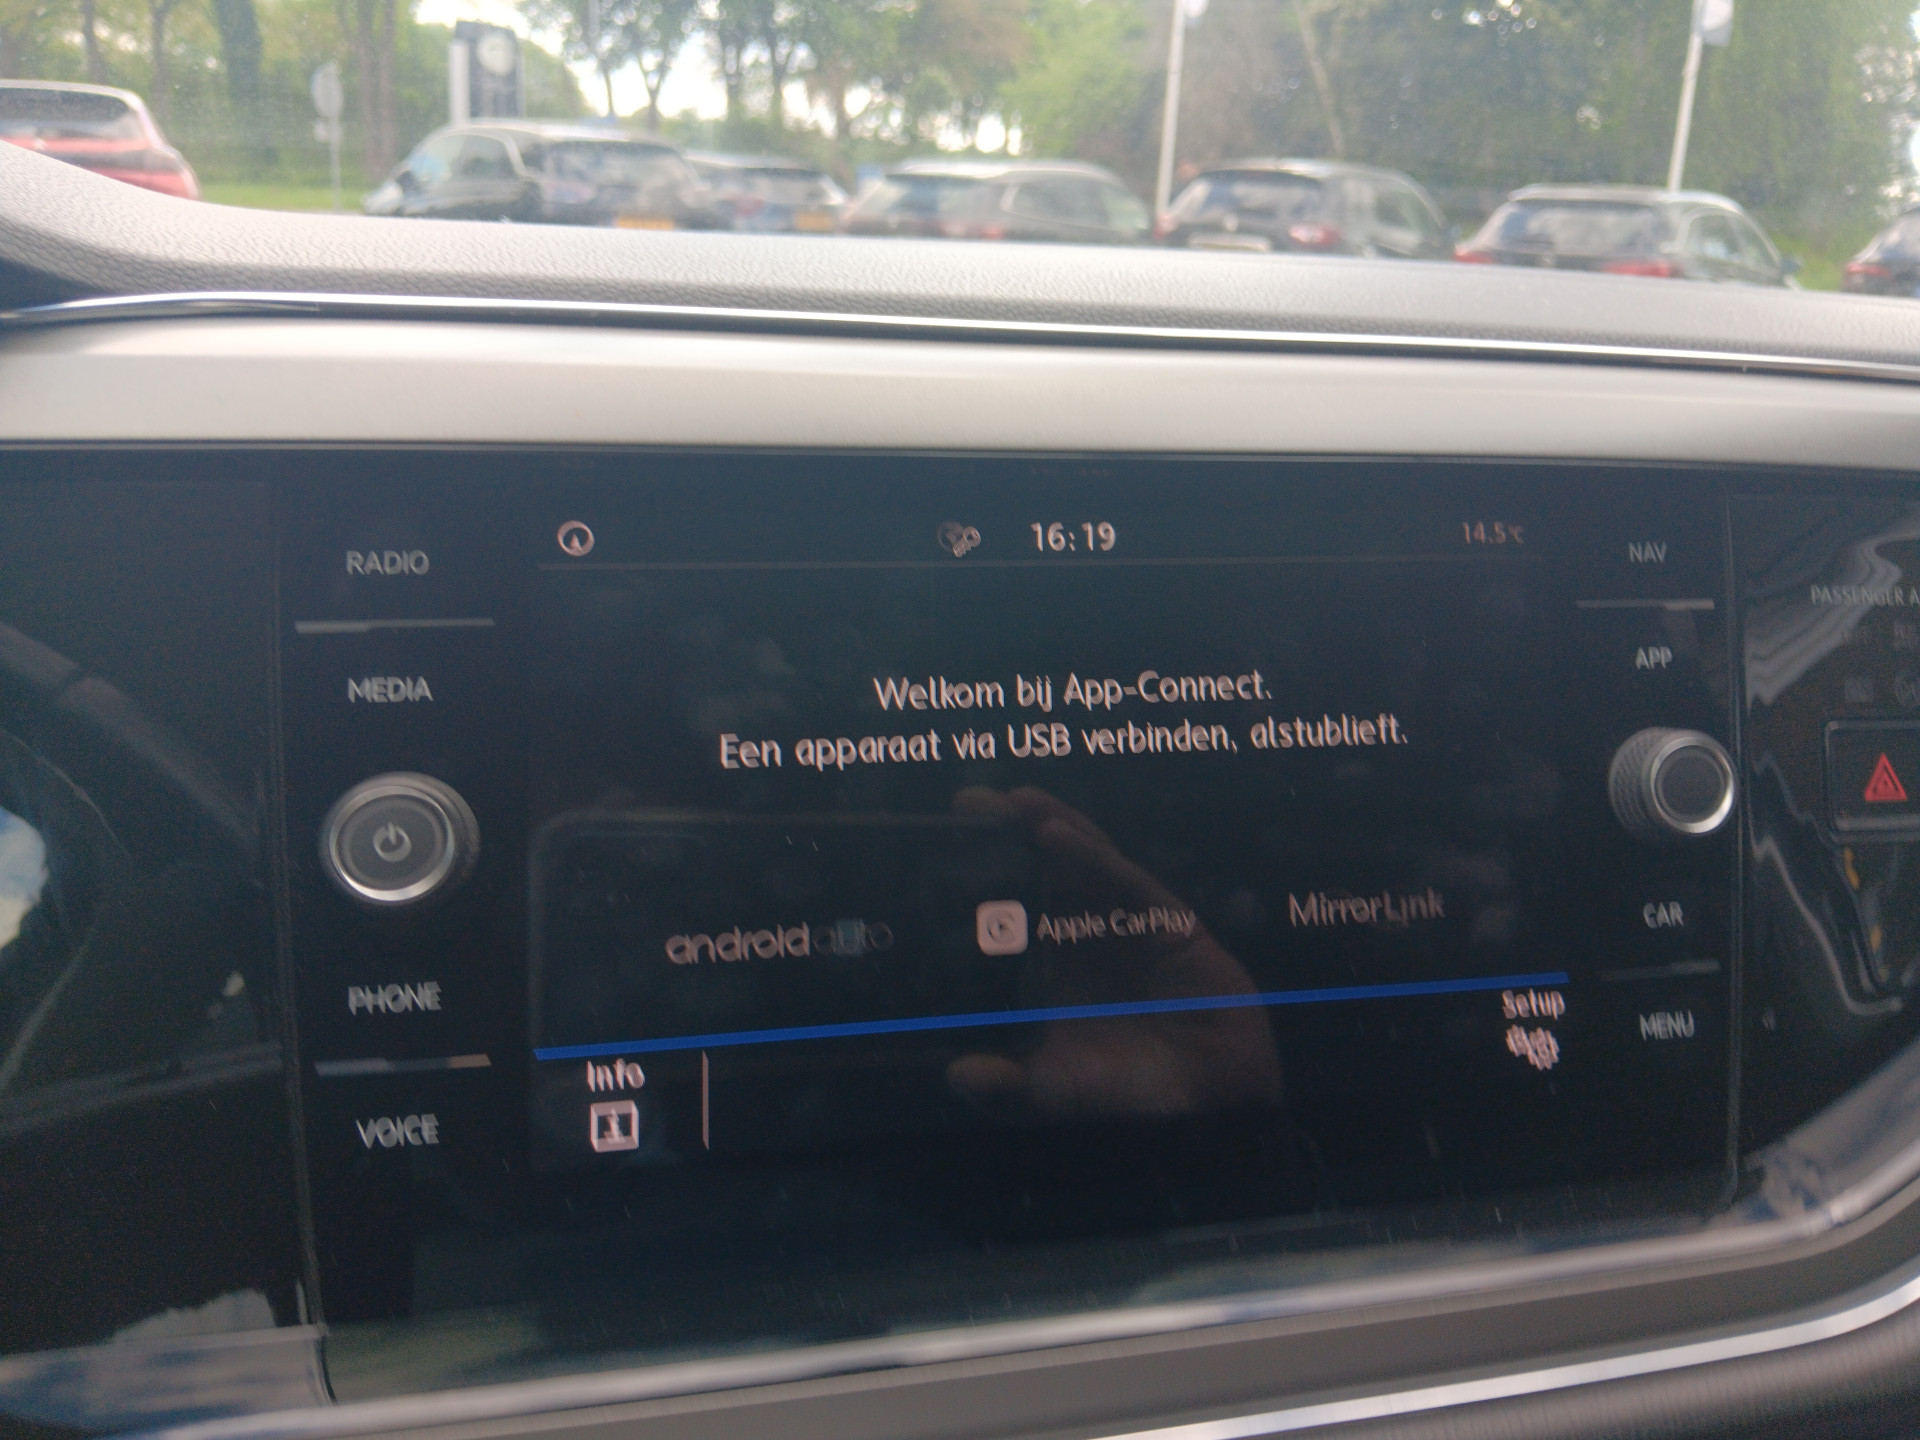 16:19
14.5°C
RADIO
MEDIA
PHONE
VOICE
Welkom bij App-Connect.
Een apparaat via USB verbinden, alstublieft.
android auto
Apple CarPlay
MirrorLink
Info
Setup
NAV
APP
CAR
MENU
PASSENGER A